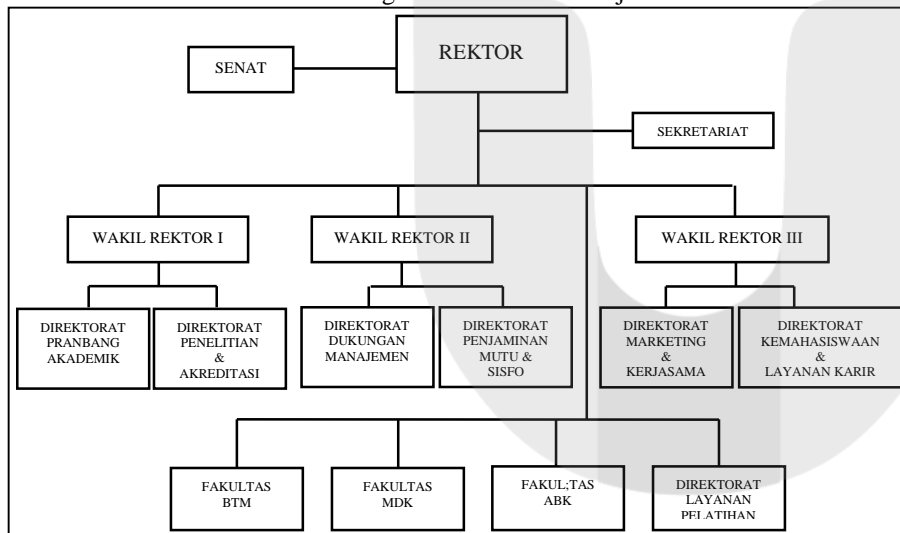 REKTOR
SENAT
SEKRETARIAT
WAKIL REKTOR I
WAKIL REKTOR II
WAKIL REKTOR III
DIREKTORAT
PRANBANG
AKADEMIK
DIREKTORAT
PENELITIAN
&
AKREDITASI
DIREKTORAT
DUKUNGAN
MANAJEMEN
DIREKTORAT
PENJAMINAN
MUTU &
SISFO
DIREKTORAT
MARKETING
&
KERJASAMA
DIREKTORAT
KEMAHASISWAAN
&
LAYANAN KARIR
FAKULTAS
BTM
FAKULTAS
MDK
FAKUL;TAS
ABK
DIREKTORAT
LAYANAN
PELATIHAN